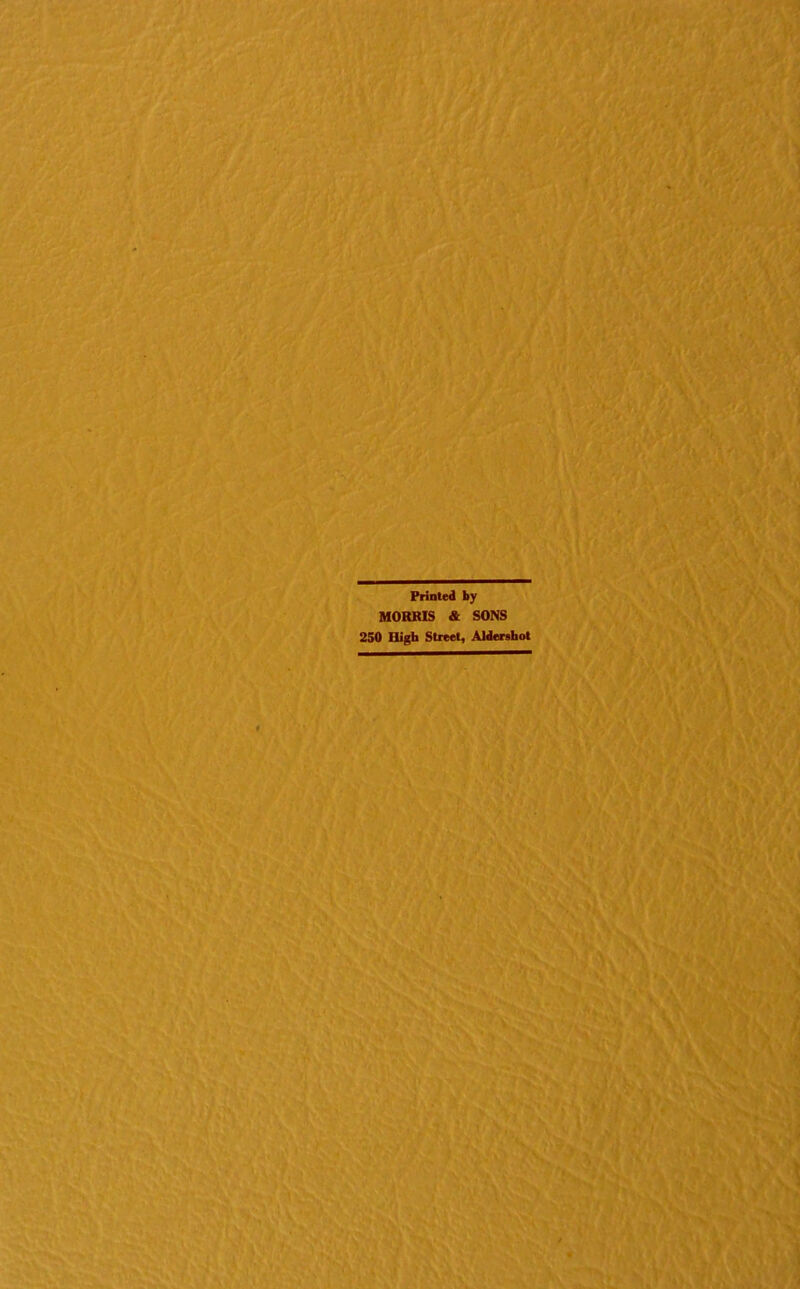 Printed by
MORRIS & SONS
250 High Street, Aldershot